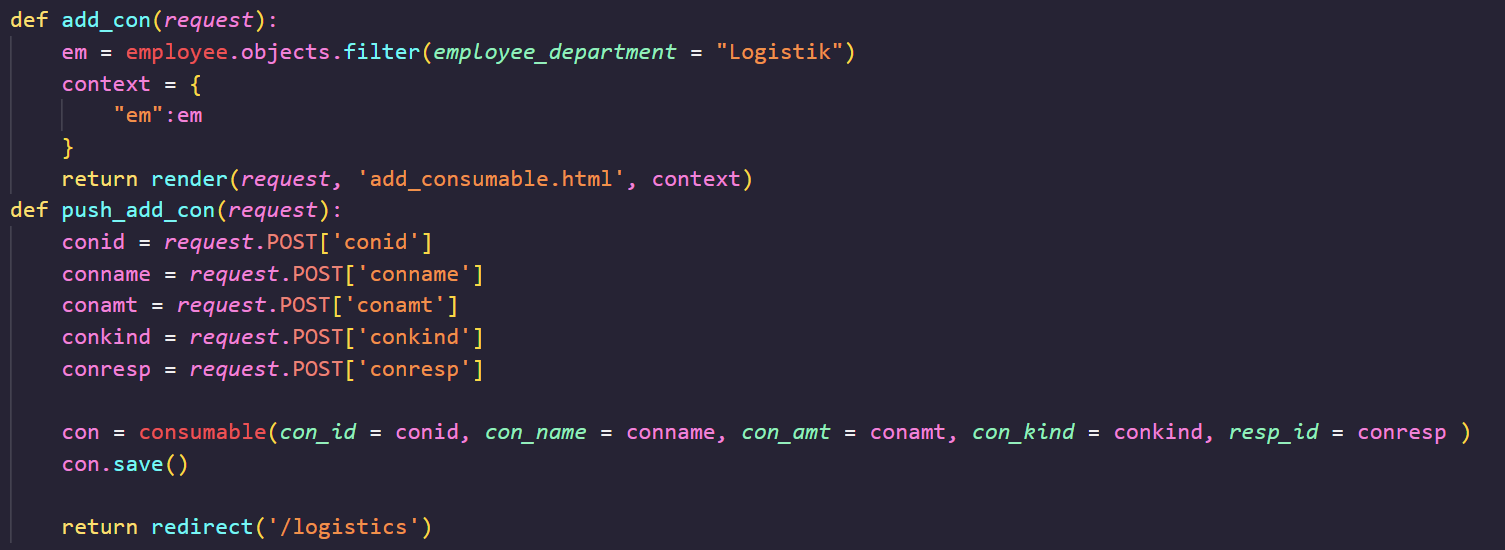 def add_con(request):
    em = employee.objects.filter(employee_department = "Logistik")
    context = {
        "em":em
    }
    return render(request, 'add_consumable.html', context)
def push_add_con(request):
    conid = request.POST['conid']
    conname = request.POST['conname']
    conamt = request.POST['conamt']
    conkind = request.POST['conkind']
    conresp = request.POST['conresp']

    con = consumable(con_id = conid, con_name = conname, con_amt = conamt, con_kind = conkind, resp_id = conresp )
    con.save()

    return redirect('/logistics')